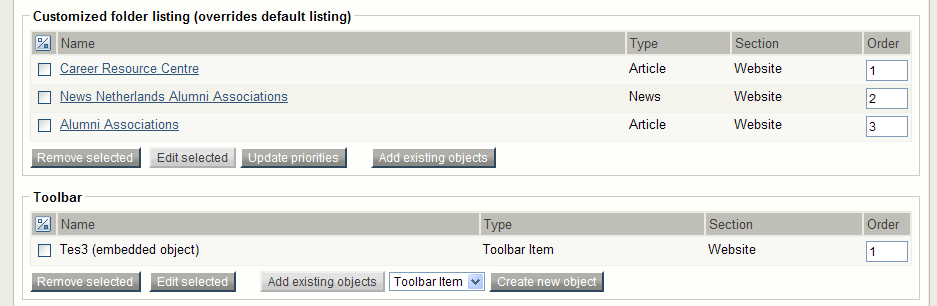 Customized folder listing (overrides default listing)
Name Type Section Order
Career Resource Centre Article Website 1
News Netherlands Alumni Associations News Website 2
Alumni Associations Article Website 3
Remove selected Edit selected Update priorities Add existing objects
Toolbar
Name Type Section Order
Tes3 (embedded object) Toolbar Item Website 1
Remove selected Edit selected Add existing objects Toolbar Item Create new object